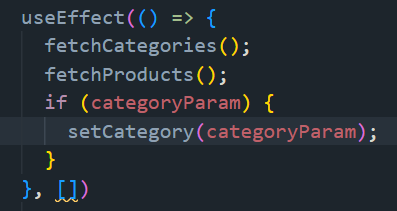 useEffect(() => {
  fetchCategories();
  fetchProducts();
  if (categoryParam) {
    setCategory(categoryParam);
  }
}, [])